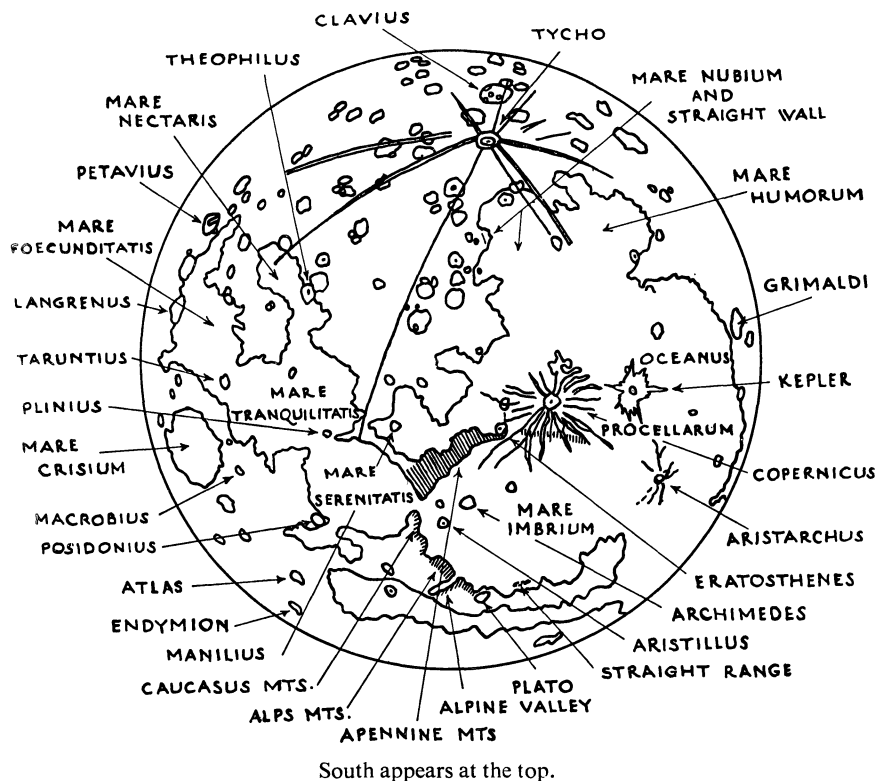 CLAVIUS
TYCHO
THEOPHILUS
MARE NUBIUM
AND
STRAIGHT WALL
MARE
NECTARIS
PETAVIUS
MARE
HUMORUM
MARE
FOECUNDITATIS
GRIMALDI
LANGRENUS
OCEANUS
TARUNTIUS
KEPLER
MARE
TRANQUILITATIS
PLINIUS
PROCELLARUM
MARE
CRISIUM
COPERNICUS
MARE
SERENITATIS
MARE
IMBRIUM
MACROBIUS
ARISTARCHUS
POSIDONIUS
ERATOSTHENES
ATLAS
ARCHIMEDES
ENDYMION
ARISTILLUS
MANILIUS
STRAIGHT RANGE
CAUCASUS MTS.
PLATO
ALPINE VALLEY
ALPS MTS.
APENNINE MTS
South appears at the top.